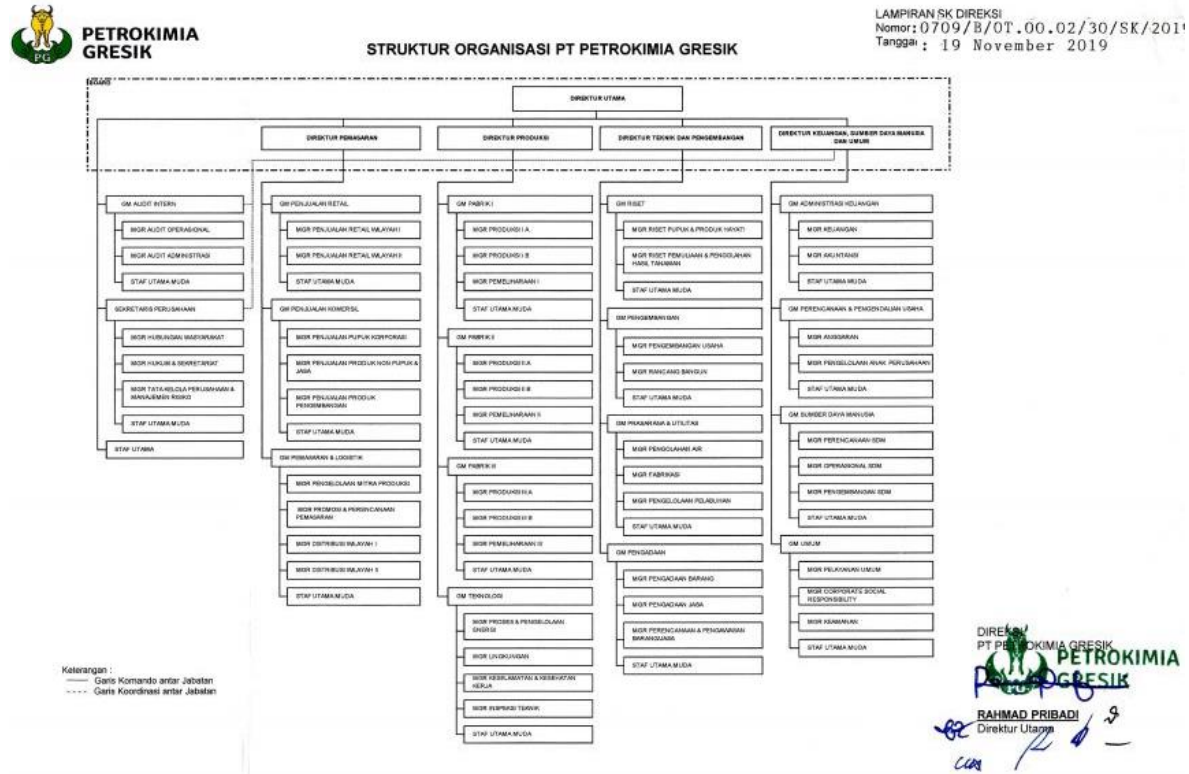 PETROKIMIA
GRESIK
PG
STRUKTUR ORGANISASI PT PETROKIMIA GRESIK
LAMPIRAN SK DIREKSI
Nomor: 0709/B/OT.00.02/30/SK/2019
Tanggal : 19 November 2019
DIREKTUR UTAMA
DIREKTUR PEMASARAN
DIREKTUR PRODUKSI
DIREKTUR TEKNIK DAN PENGEMBANGAN
DIREKTUR KEUANGAN, SUMBER DAYA MANUSIA
DAN UMUM
GM AUDIT INTERN
MGR AUDIT OPERASIONAL
MGR AUDIT ADMINISTRASI
STAF UTAMA MUDA
SEKRETARIS PERUSAHAAN
MGR HUBUNGAN MASYARAKAT
MGR HUKUM & SEKRETARIAT
MGR TATA KELOLA PERUSAHAAN &
MANAJEMEN RISIKO
STAF UTAMA MUDA
STAF UTAMA
GM PENJUALAN RETAIL
MGR PENJUALAN RETAIL WILAYAH I
MGR PENJUALAN RETAIL WILAYAH II
STAF UTAMA MUDA
GM PENJUALAN KOMERSIL
MGR PENJUALAN PUPUK KORPORASI
MGR PENJUALAN PRODUK NON PUPUK &
JASA
MGR PENJUALAN PRODUK
PENGEMBANGAN
STAF UTAMA MUDA
GM PEMASARAN & LOGISTIK
MGR PENGELOLAAN MITRA PRODUKSI
MGR PROMOSI & PERENCANAAN
PEMASARAN
MGR DISTRIBUSI WILAYAH I
MGR DISTRIBUSI WILAYAH II
STAF UTAMA MUDA
GM PABRIK I
MGR PRODUKSI I A
MGR PRODUKSI I B
MGR PEMELIHARAAN I
STAF UTAMA MUDA
GM PABRIK II
MGR PRODUKSI II A
MGR PRODUKSI II B
MGR PEMELIHARAAN II
STAF UTAMA MUDA
GM PABRIK III
MGR PRODUKSI III A
MGR PRODUKSI III B
MGR PEMELIHARAAN III
STAF UTAMA MUDA
GM TEKNOLOGI
MGR PROSES & PENGELOLAAN
ENERGI
MGR LINGKUNGAN
MGR KESELAMATAN & KESEHATAN
KERJA
MGR INSPEKSI TEKNIK
STAF UTAMA MUDA
GM RISET
MGR RISET PUPUK & PRODUK HAYATI
MGR RISET PEMULIAAN & PENGOLAHAN
HASIL TANAMAN
STAF UTAMA MUDA
GM PENGEMBANGAN
MGR PENGEMBANGAN USAHA
MGR RANCANG BANGUN
STAF UTAMA MUDA
GM PRASARANA & UTILITAS
MGR PENGOLAHAN AIR
MGR FABRIKASI
MGR PENGELOLAAN PELABUHAN
STAF UTAMA MUDA
GM PENGADAAN
MGR PENGADAAN BARANG
MGR PENGADAAN JASA
MGR PERENCANAAN & PENGAWASAN
BARANG/JASA
STAF UTAMA MUDA
GM ADMINISTRASI KEUANGAN
MGR KEUANGAN
MGR AKUNTANSI
STAF UTAMA MUDA
GM PERENCANAAN & PENGENDALIAN USAHA
MGR ANGGARAN
MGR PENGELOLAAN ANAK PERUSAHAAN
STAF UTAMA MUDA
GM SUMBER DAYA MANUSIA
MGR PERENCANAAN SDM
MGR OPERASIONAL SDM
MGR PENGEMBANGAN SDM
STAF UTAMA MUDA
GM UMUM
MGR PELAYANAN UMUM
MGR CORPORATE SOCIAL
RESPONSIBILITY
MGR KEAMANAN
STAF UTAMA MUDA
Keterangan :
Garis Komando antar Jabatan
Garis Koordinasi antar Jabatan
DIREKSI
PT PETROKIMIA GRESIK
PETROKIMIA
GRESIK
PG
RAHMAD PRIBADI
Direktur Utama